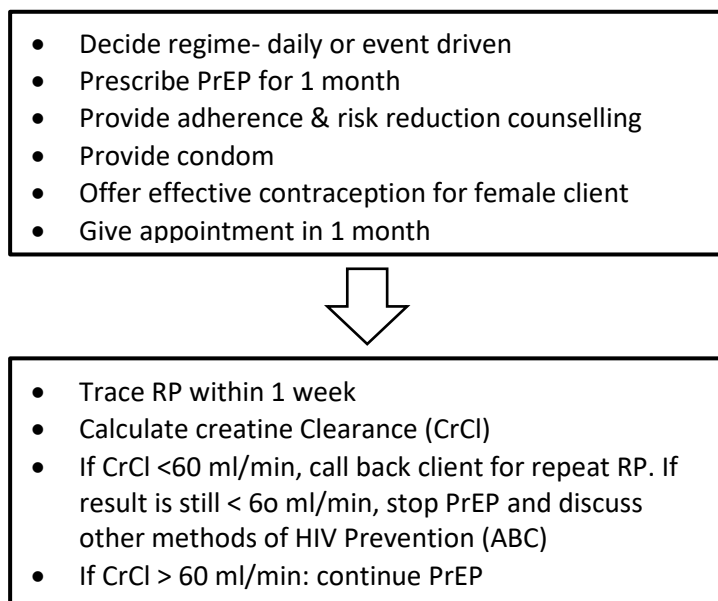 • Decide regime- daily or event driven
• Prescribe PrEP for 1 month
• Provide adherence & risk reduction counselling
• Provide condom
• Offer effective contraception for female client
• Give appointment in 1 month
• Trace RP within 1 week
• Calculate creatine Clearance (CrCl)
• If CrCl <60 ml/min, call back client for repeat RP. If
result is still < 6o ml/min, stop PrEP and discuss
other methods of HIV Prevention (ABC)
• If CrCl > 60 ml/min: continue PrEP